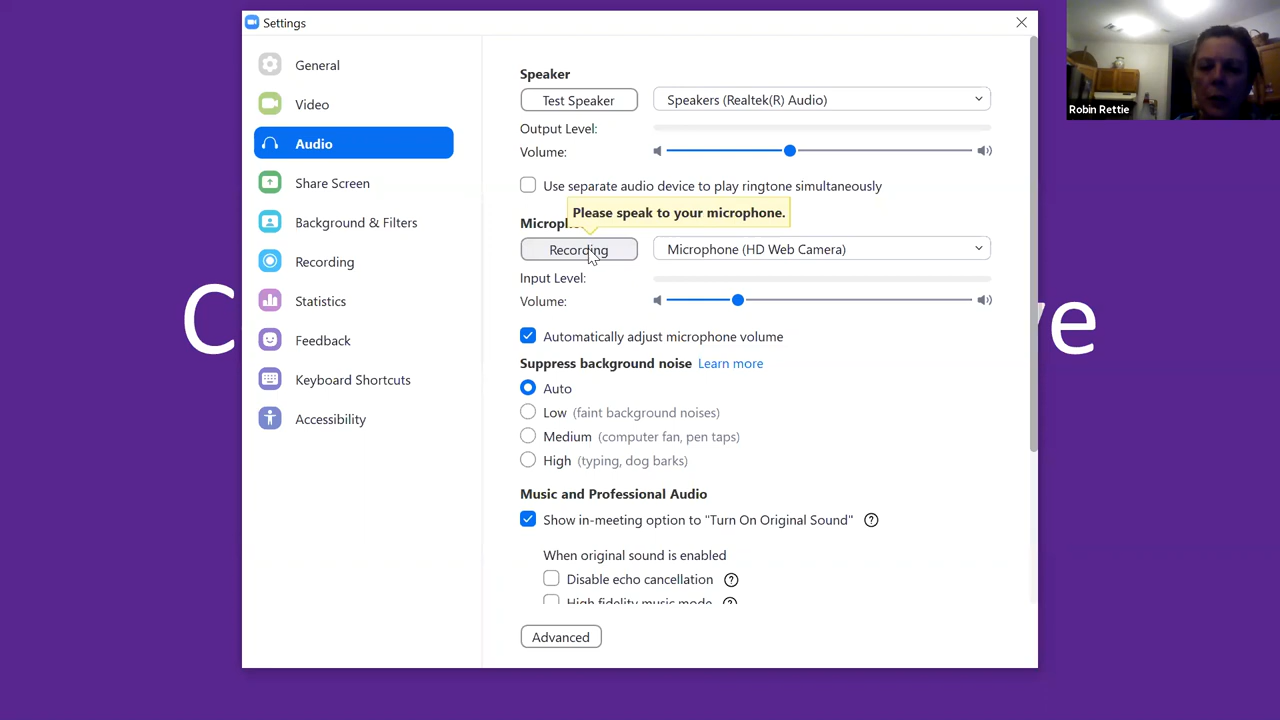 Settings
Robin Rettie
General
Video
Audio
Share Screen
Background & Filters
Recording
Statistics
Feedback
Keyboard Shortcuts
Accessibility
Speaker
Test Speaker
Speakers (Realtek(R) Audio)
Output Level:
Volume:
Use separate audio device to play ringtone simultaneously
Please speak to your microphone.
Recording
Microphone (HD Web Camera)
Input Level:
Volume:
Automatically adjust microphone volume
Suppress background noise Learn more
Auto
Low (faint background noises)
Medium (computer fan, pen taps)
High (typing, dog barks)
Music and Professional Audio
Show in-meeting option to "Turn On Original Sound"
When original sound is enabled
Disable echo cancellation
High fidelity music mode
Advanced